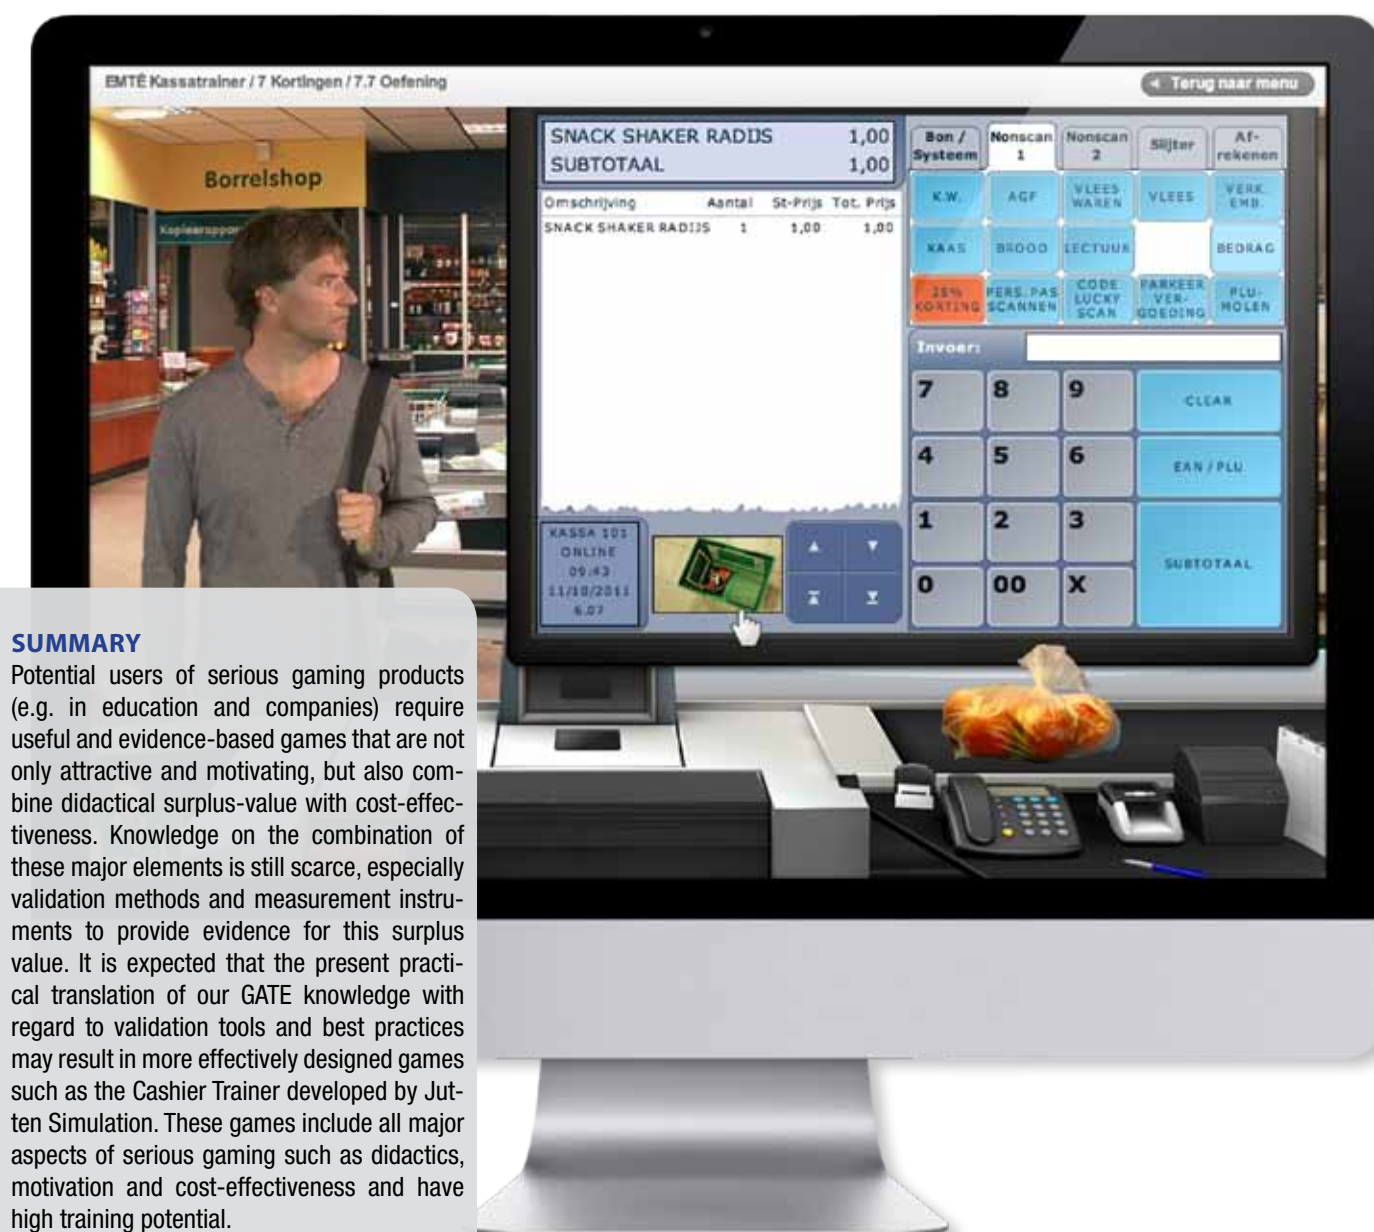 EMTÉ Kassatrainer / 7 Kortingen / 7.7 Oefening
Terug naar menu
Borrelshop
Kopieerappar
SNACK SHAKER RADIJS 1,00
SUBTOTAAL 1,00
Omschrijving Aantal St-Prijs Tot. Prijs
SNACK SHAKER RADIJS 1 1,00 1,00
KASSA 101
ONLINE
09:43
11/10/2011
6.07
Bon / Systeem
Nonscan 1
Nonscan 2
Slijter
Af-rekenen
K.W.
AGF
VLEES WAREN
VLEES
VERK. EMB.
KAAS
BROOD
LECTUUR
BEDRAG
25% KORTING
PERS. PAS SCANNEN
CODE LUCKY SCAN
PARKEER VER-GOEDING
PLU-MOLEN
Invoer:
7 8 9 CLEAR
4 5 6 EAN / PLU
1 2 3
SUBTOTAAL
0 00 X
SUMMARY
Potential users of serious gaming products
(e.g. in education and companies) require
useful and evidence-based games that are not
only attractive and motivating, but also com-
bine didactical surplus-value with cost-effec-
tiveness. Knowledge on the combination of
these major elements is still scarce, especially
validation methods and measurement instru-
ments to provide evidence for this surplus
value. It is expected that the present practi-
cal translation of our GATE knowledge with
regard to validation tools and best practices
may result in more effectively designed games
such as the Cashier Trainer developed by Jut-
ten Simulation. These games include all major
aspects of serious gaming such as didactics,
motivation and cost-effectiveness and have
high training potential.